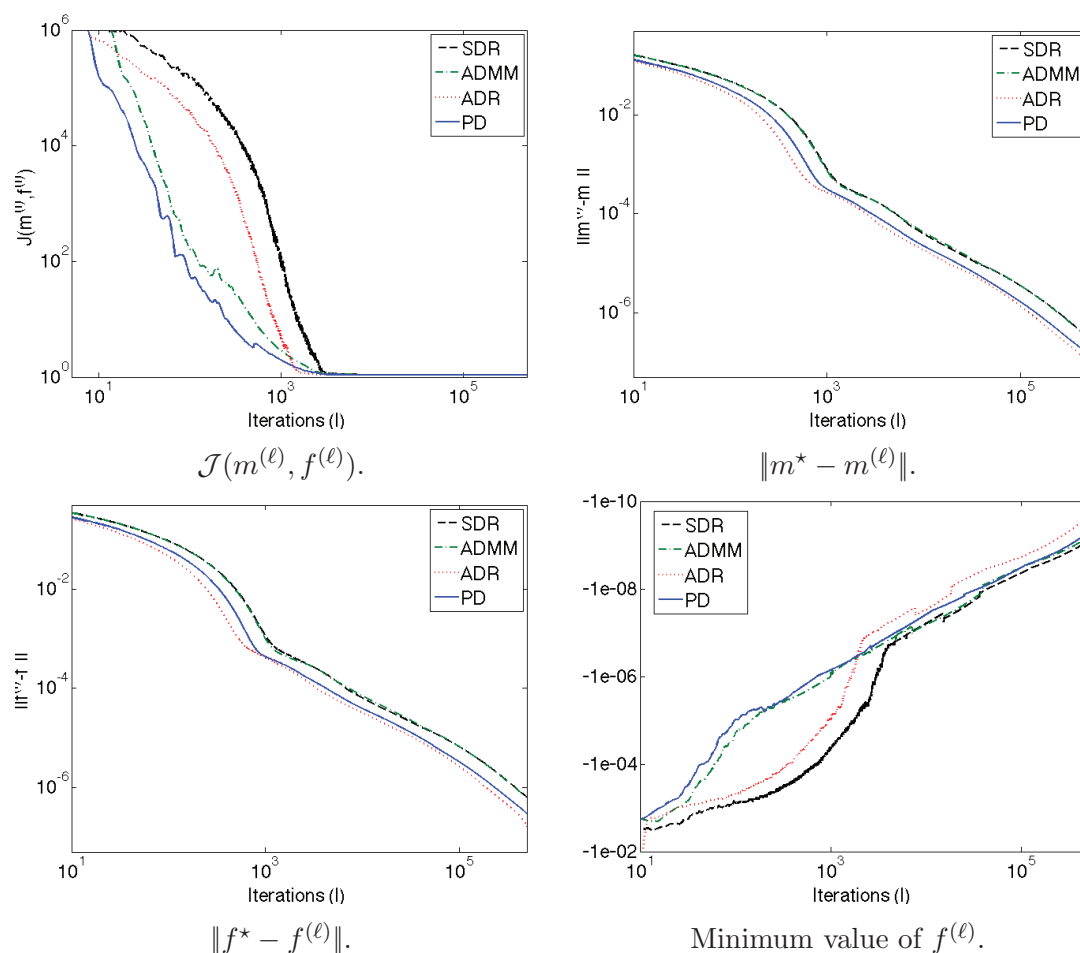 10^6
10^4
10^2
10^0
J(m^(l),f^(l))
SDR
ADMM
ADR
PD
10^1
10^3
10^5
Iterations (l)
𝒥(m^(ℓ), f^(ℓ)).
10^-2
10^-4
10^-6
SDR
ADMM
ADR
PD
10^1
10^3
10^5
Iterations (l)
‖m^⋆ − m^(ℓ)‖.
10^-2
10^-4
10^-6
SDR
ADMM
ADR
PD
10^1
10^3
10^5
Iterations (l)
‖f^⋆ − f^(ℓ)‖.
-1e-10
-1e-08
-1e-06
-1e-04
-1e-02
SDR
ADMM
ADR
PD
10^1
10^3
10^5
Iterations (l)
Minimum value of f^(ℓ).